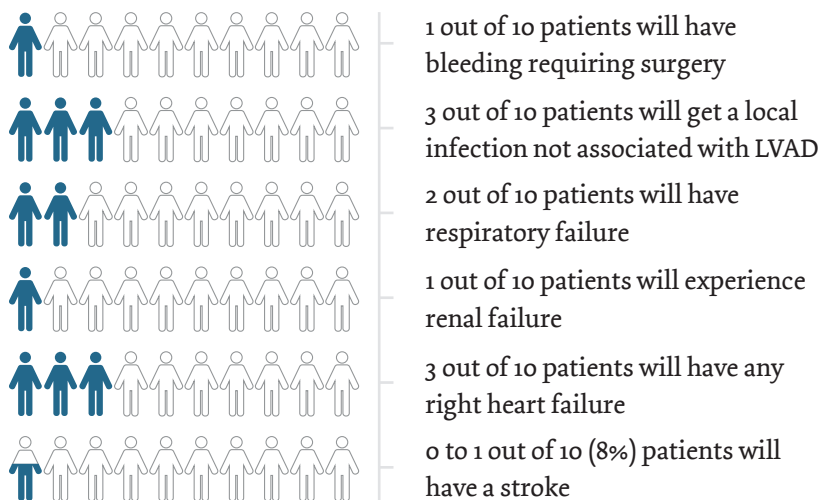 1 out of 10 patients will have
bleeding requiring surgery
3 out of 10 patients will get a local
infection not associated with LVAD
2 out of 10 patients will have
respiratory failure
1 out of 10 patients will experience
renal failure
3 out of 10 patients will have any
right heart failure
0 to 1 out of 10 (8%) patients will
have a stroke